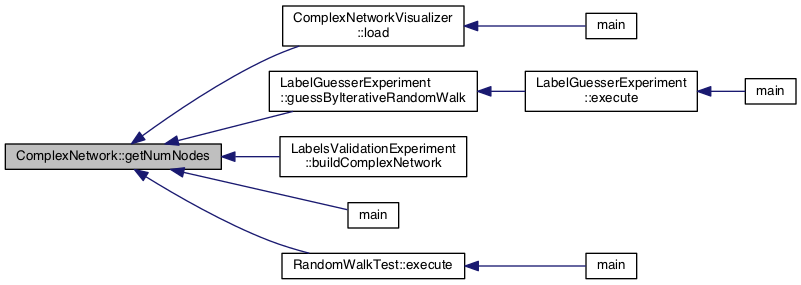 ComplexNetworkVisualizer
::load
main
LabelGuesserExperiment
::guessByIterativeRandomWalk
LabelGuesserExperiment
::execute
main
ComplexNetwork::getNumNodes
LabelsValidationExperiment
::buildComplexNetwork
main
RandomWalkTest::execute
main